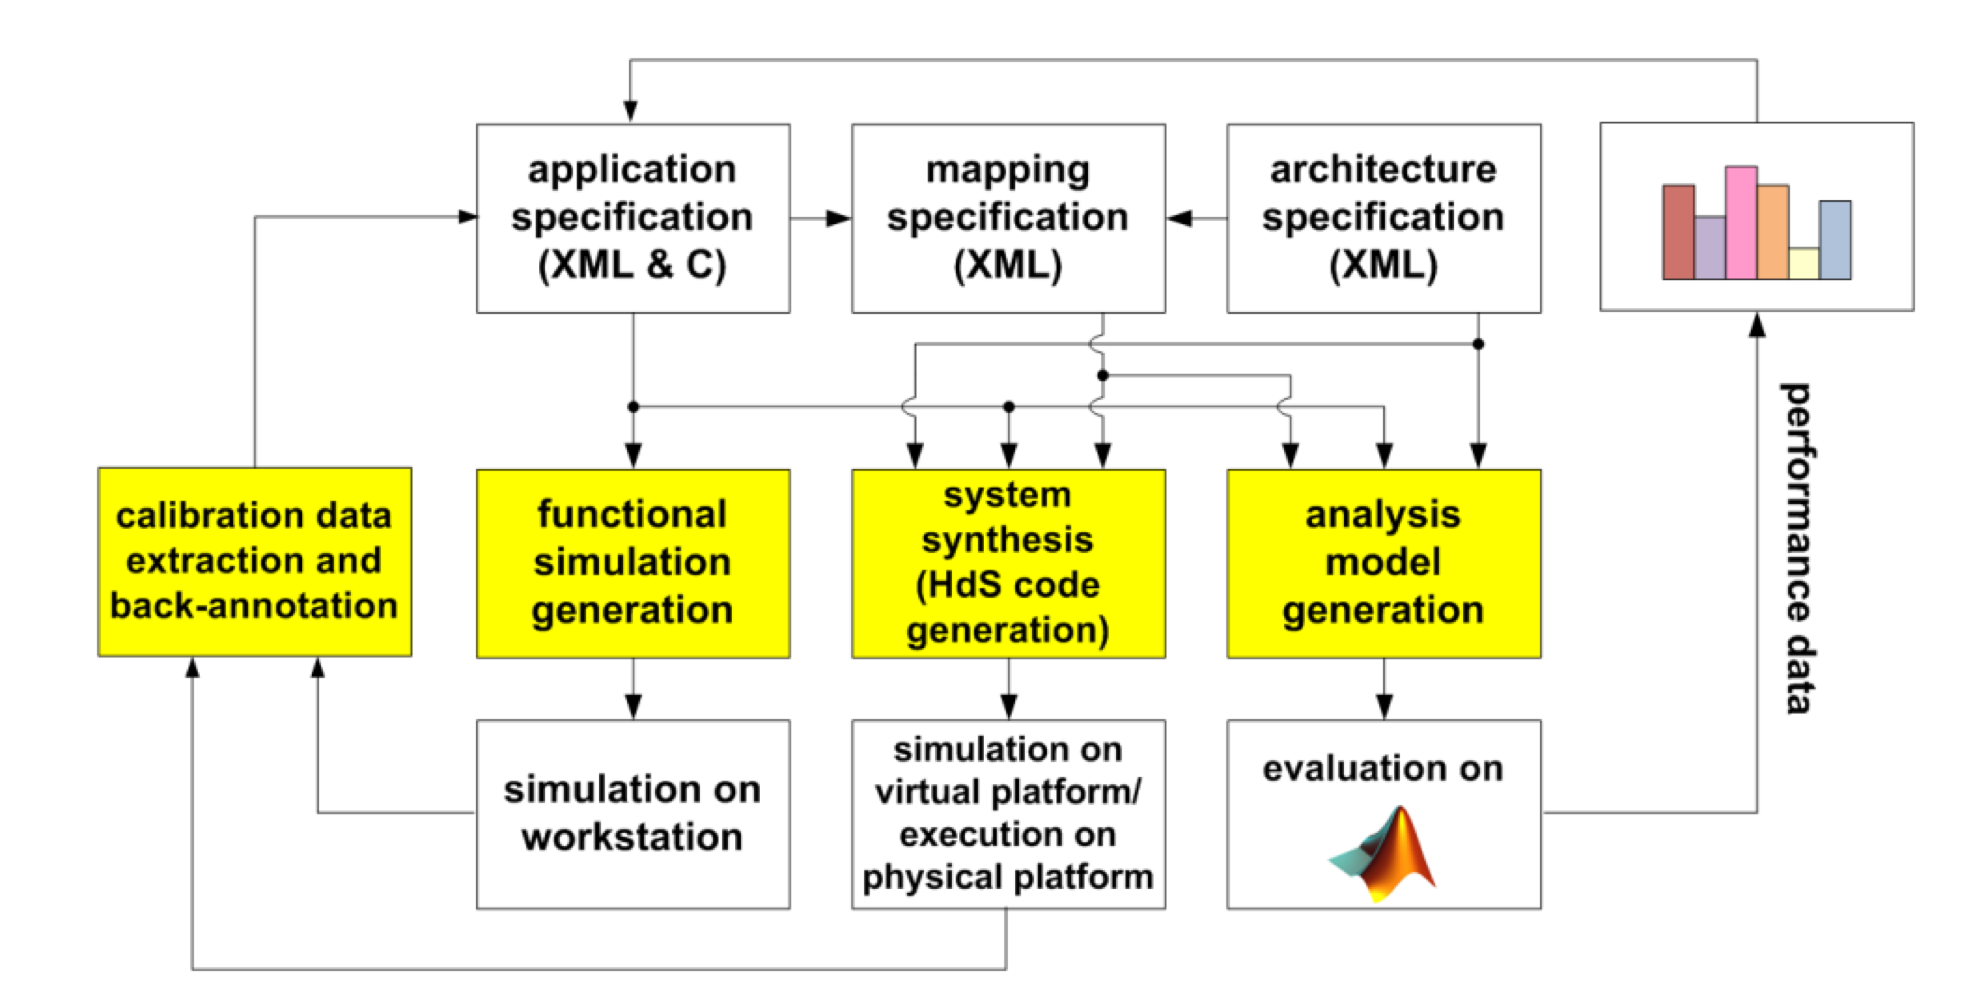 application
specification
(XML & C)
mapping
specification
(XML)
architecture
specification
(XML)
performance data
calibration data
extraction and
back-annotation
functional
simulation
generation
system
synthesis
(HdS code
generation)
analysis
model
generation
simulation on
workstation
simulation on
virtual platform/
execution on
physical platform
evaluation on